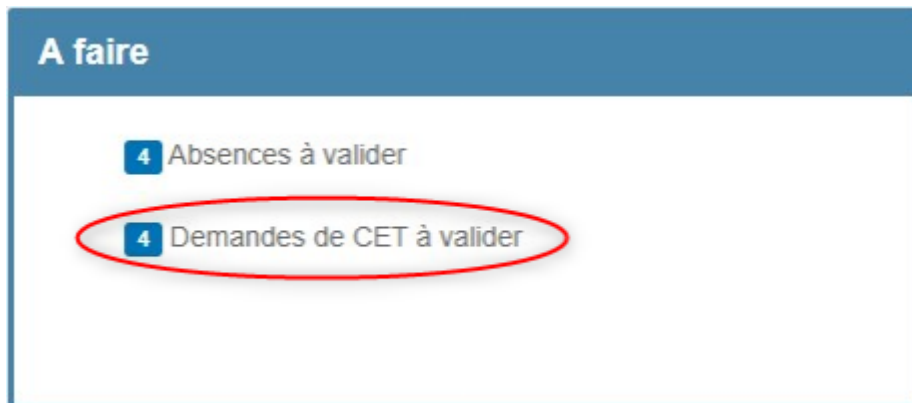 A faire
4 Absences à valider
4 Demandes de CET à valider